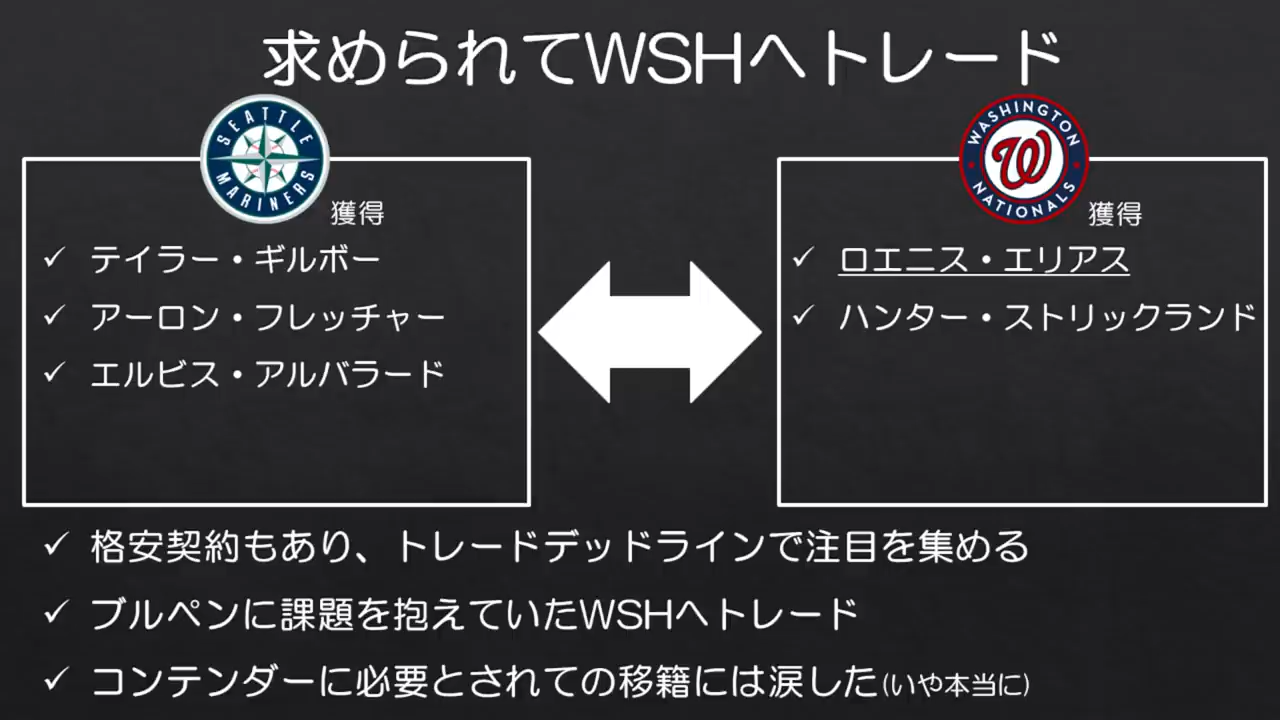 求められてWSHへトレード
SEATTLE MARINERS
獲得
✓ テイラー・ギルボー
✓ アーロン・フレッチャー
✓ エルビス・アルバラード
WASHINGTON NATIONALS
W
獲得
✓ ロエニス・エリアス
✓ ハンター・ストリックランド
✓ 格安契約もあり、トレードデッドラインで注目を集める
✓ ブルペンに課題を抱えていたWSHへトレード
✓ コンテンダーに必要とされての移籍には涙した(いや本当に)